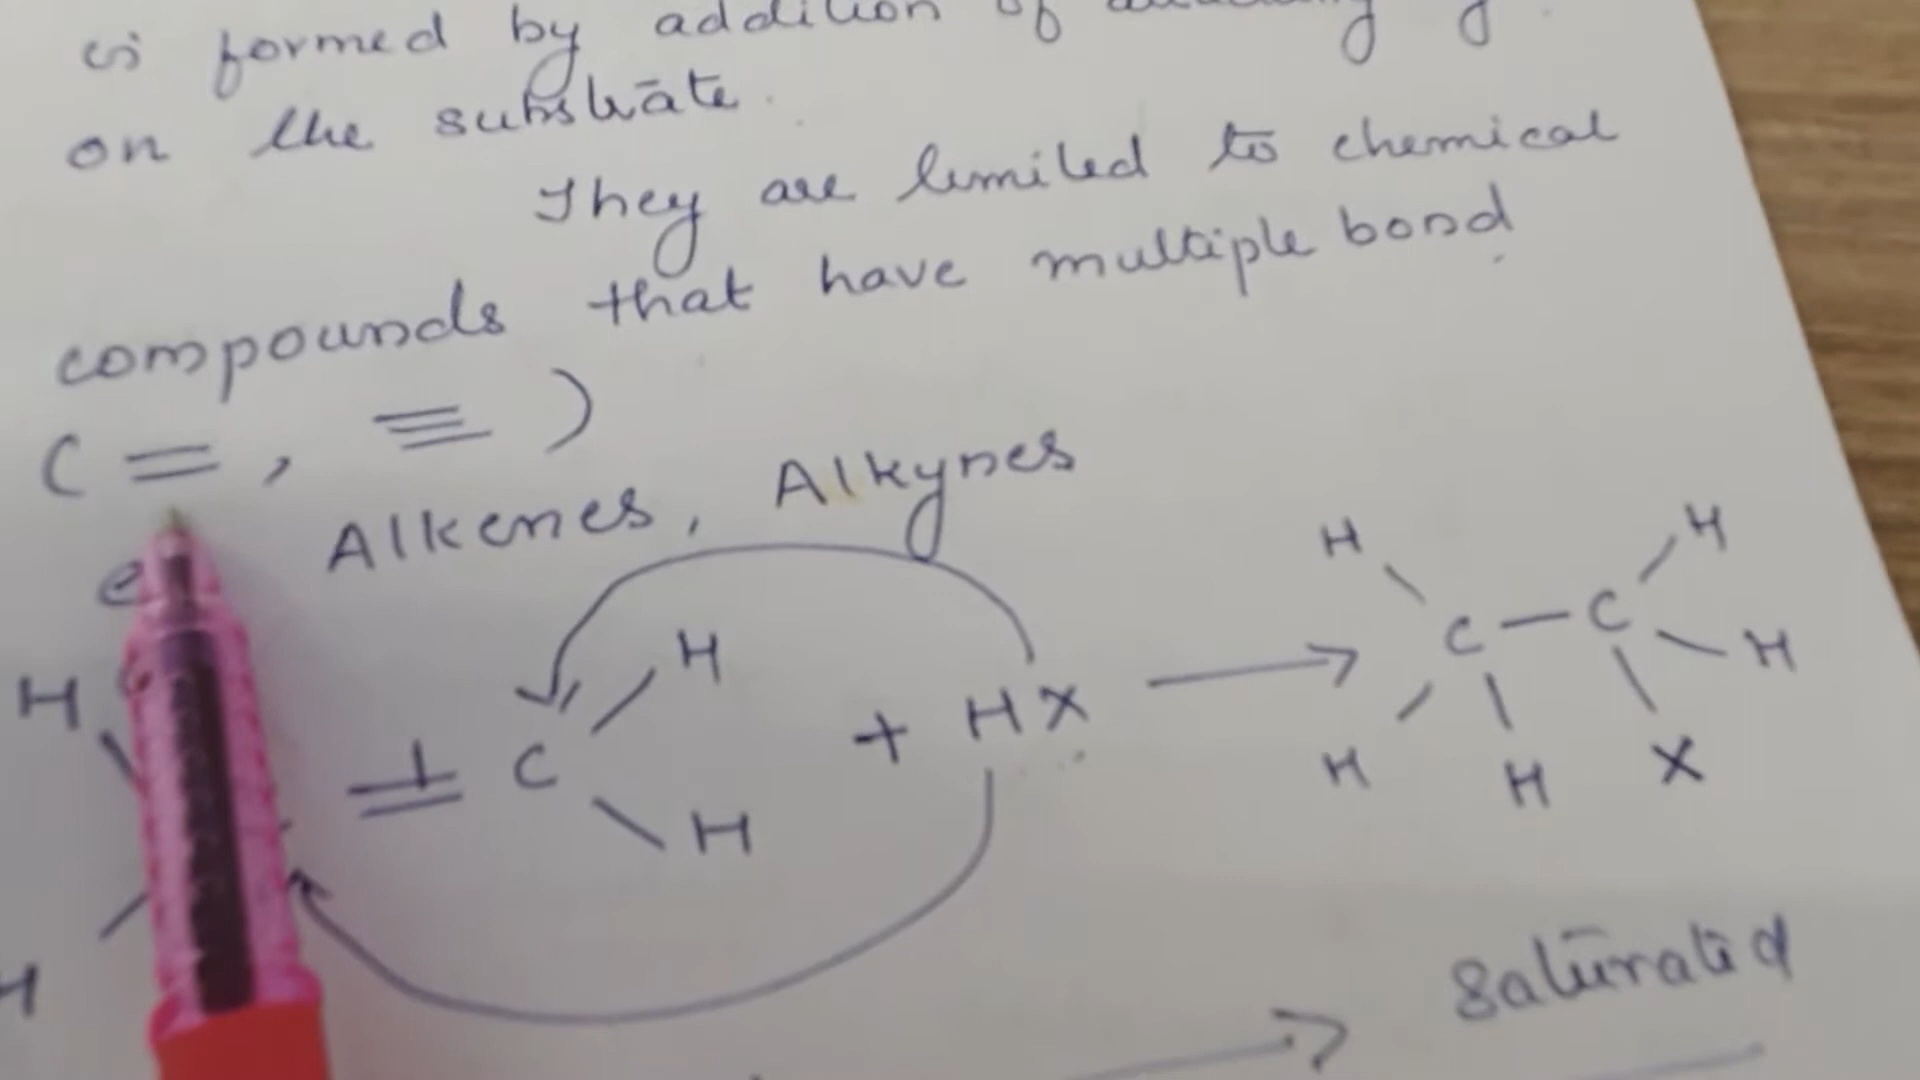 is formed by addition of
on the substrate.
They are limited to chemical
compounds that have multiple bond
( = , ≡ )
Alkenes, Alkynes
H
C
H
H
H
+ HX
H
H
C — C
H
H
H
X
Saturated